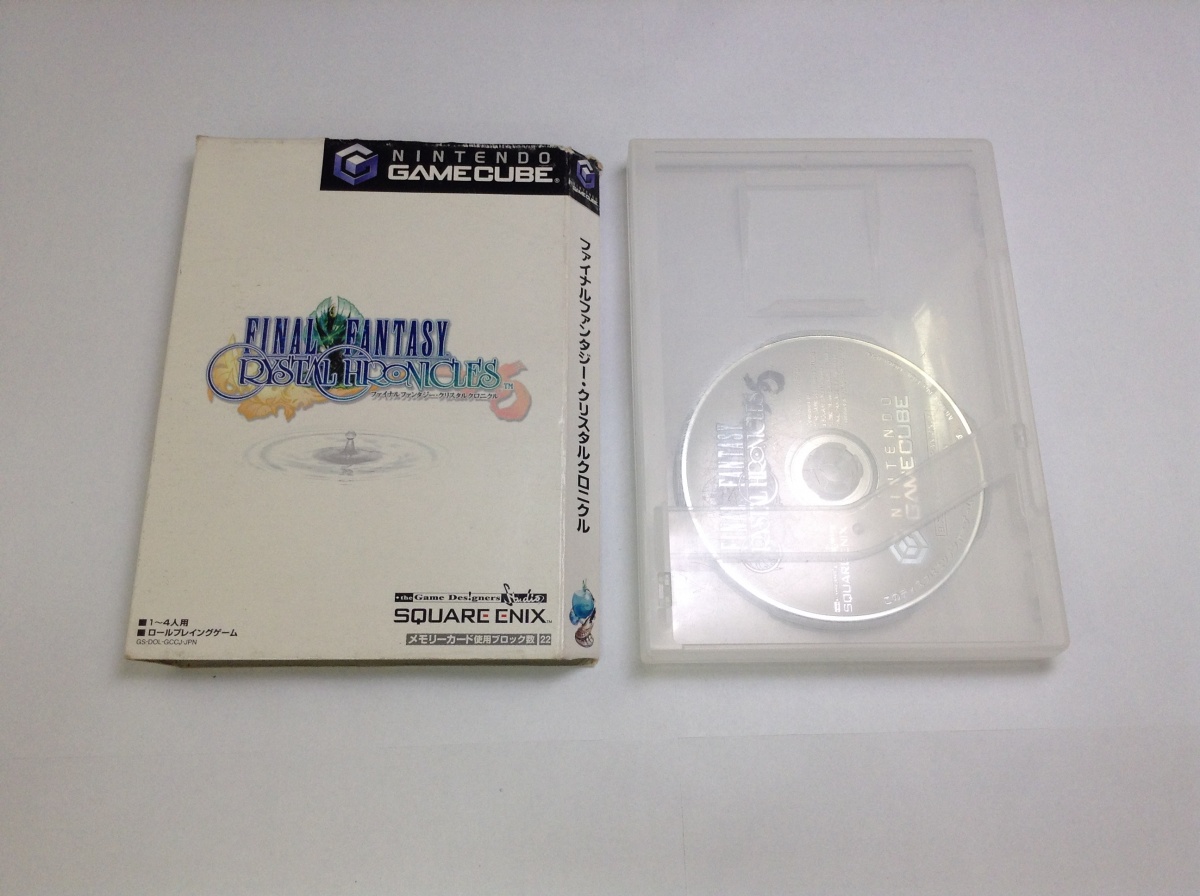 NINTENDO
GAMECUBE®
FINAL FANTASY
CRYSTAL CHRONICLES™
ファイナルファンタジー・クリスタルクロニクル
the Game Designers Studio
SQUARE ENIX™
■1〜4人用
■ロールプレイングゲーム
GS-DOL-GCCJ-JPN
メモリーカード使用ブロック数 22
ファイナルファンタジー・クリスタルクロニクル
FINAL FANTASY
CRYSTAL CHRONICLES
NINTENDO
GAMECUBE
SQUARE ENIX